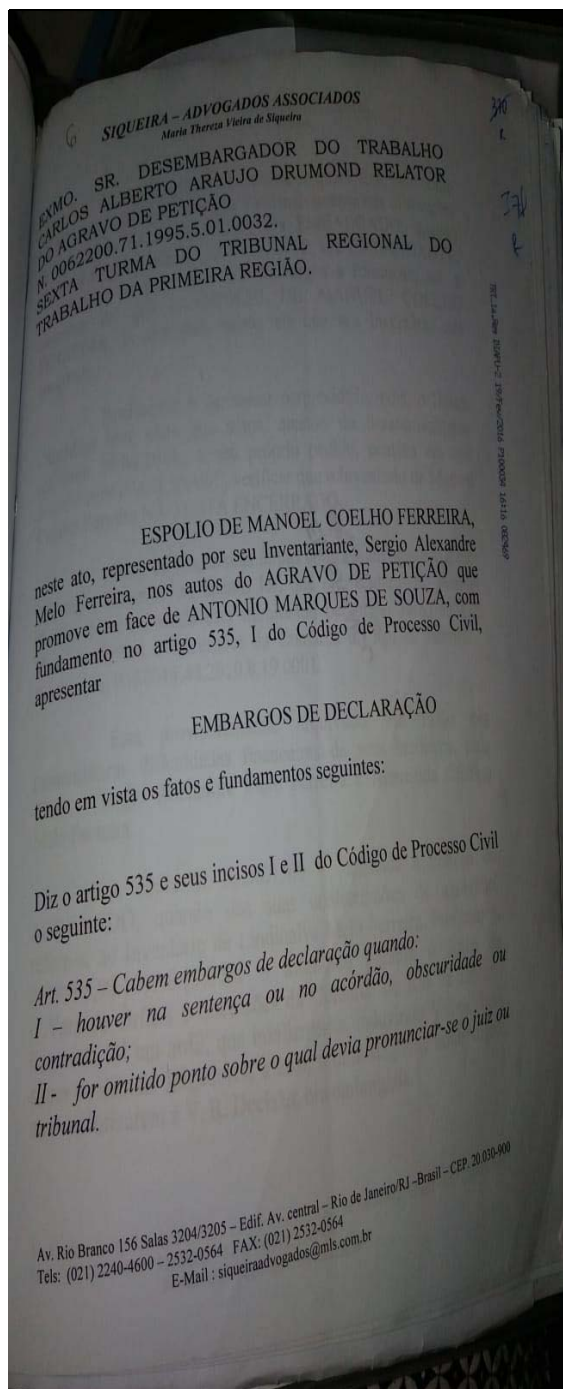 6
SIQUEIRA – ADVOGADOS ASSOCIADOS
Maria Thereza Vieira de Siqueira
EXMO. SR. DESEMBARGADOR DO TRABALHO
CARLOS ALBERTO ARAUJO DRUMOND RELATOR
DO AGRAVO DE PETIÇÃO
N. 0062200.71.1995.5.01.0032.
SEXTA TURMA DO TRIBUNAL REGIONAL DO
TRABALHO DA PRIMEIRA REGIÃO.
ESPOLIO DE MANOEL COELHO FERREIRA,
neste ato, representado por seu Inventariante, Sergio Alexandre
Melo Ferreira, nos autos do AGRAVO DE PETIÇÃO que
promove em face de ANTONIO MARQUES DE SOUZA, com
fundamento no artigo 535, I do Código de Processo Civil,
apresentar
EMBARGOS DE DECLARAÇÃO
tendo em vista os fatos e fundamentos seguintes:
Diz o artigo 535 e seus incisos I e II do Código de Processo Civil
o seguinte:
Art. 535 – Cabem embargos de declaração quando:
I – houver na sentença ou no acórdão, obscuridade ou
contradição;
II - for omitido ponto sobre o qual devia pronunciar-se o juiz ou
tribunal.
Av. Rio Branco 156 Salas 3204/3205 – Edif. Av. central – Rio de Janeiro/RJ –Brasil – CEP. 20.030-900
Tels: (021) 2240-4600 – 2532-0564 FAX: (021) 2532-0564
E-Mail : siqueiraadvogados@mls.com.br